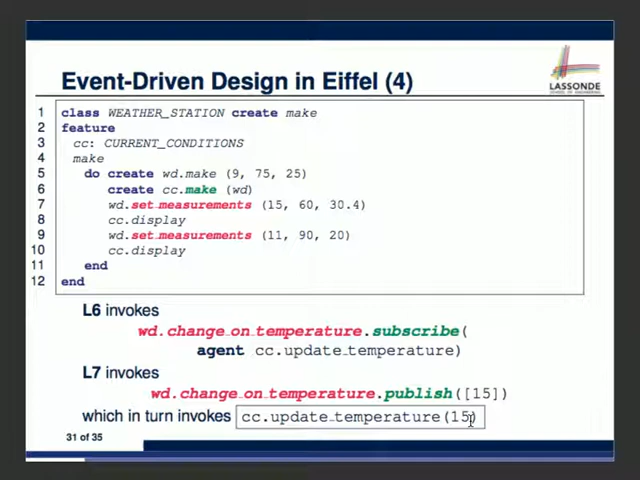 LASSONDE
Event-Driven Design in Eiffel (4)
1 class WEATHER_STATION create make
2 feature
3 cc: CURRENT_CONDITIONS
4 make
5 do create wd.make (9, 75, 25)
6 create cc.make (wd)
7 wd.set_measurements (15, 60, 30.4)
8 cc.display
9 wd.set_measurements (11, 90, 20)
10 cc.display
11 end
12 end
L6 invokes
wd.change_on_temperature.subscribe(
agent cc.update_temperature)
L7 invokes
wd.change_on_temperature.publish([15])
which in turn invokes cc.update_temperature(15)
31 of 35